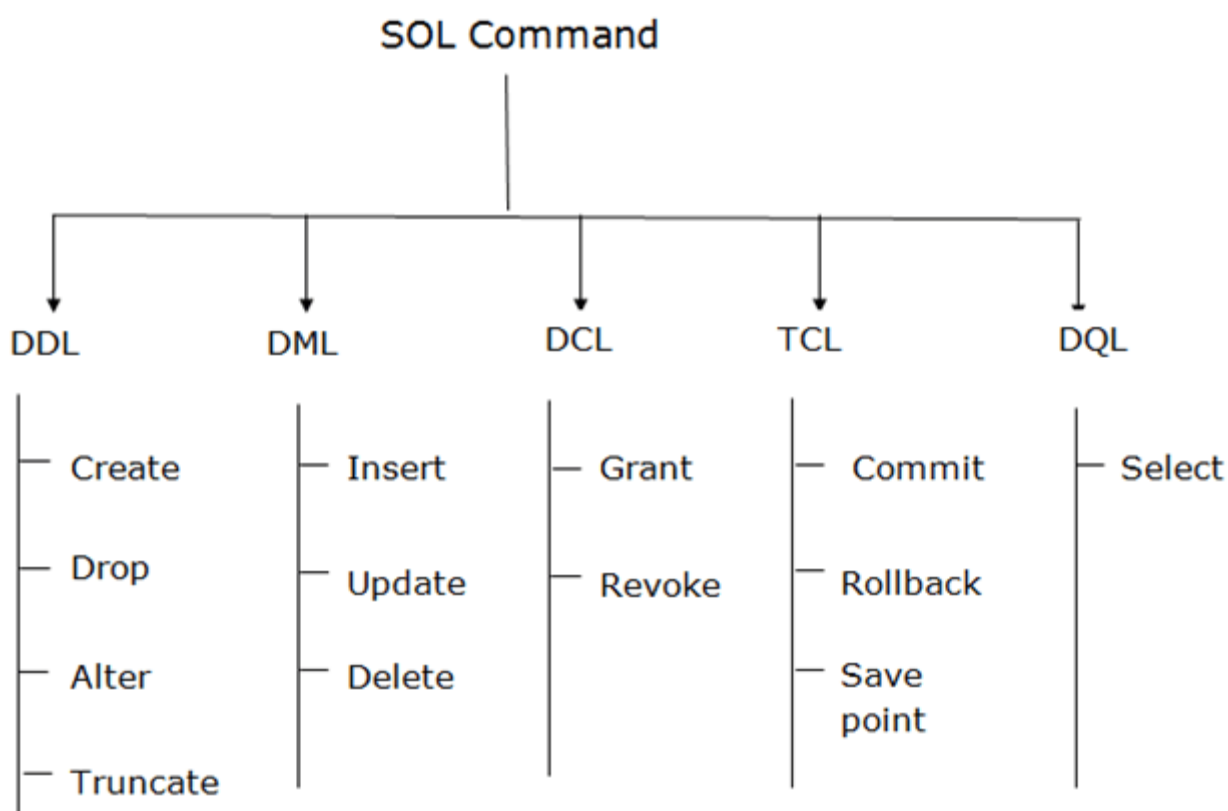 SOL Command
DDL
DML
DCL
TCL
DQL
Create
Drop
Alter
Truncate
Insert
Update
Delete
Grant
Revoke
Commit
Rollback
Save
point
Select